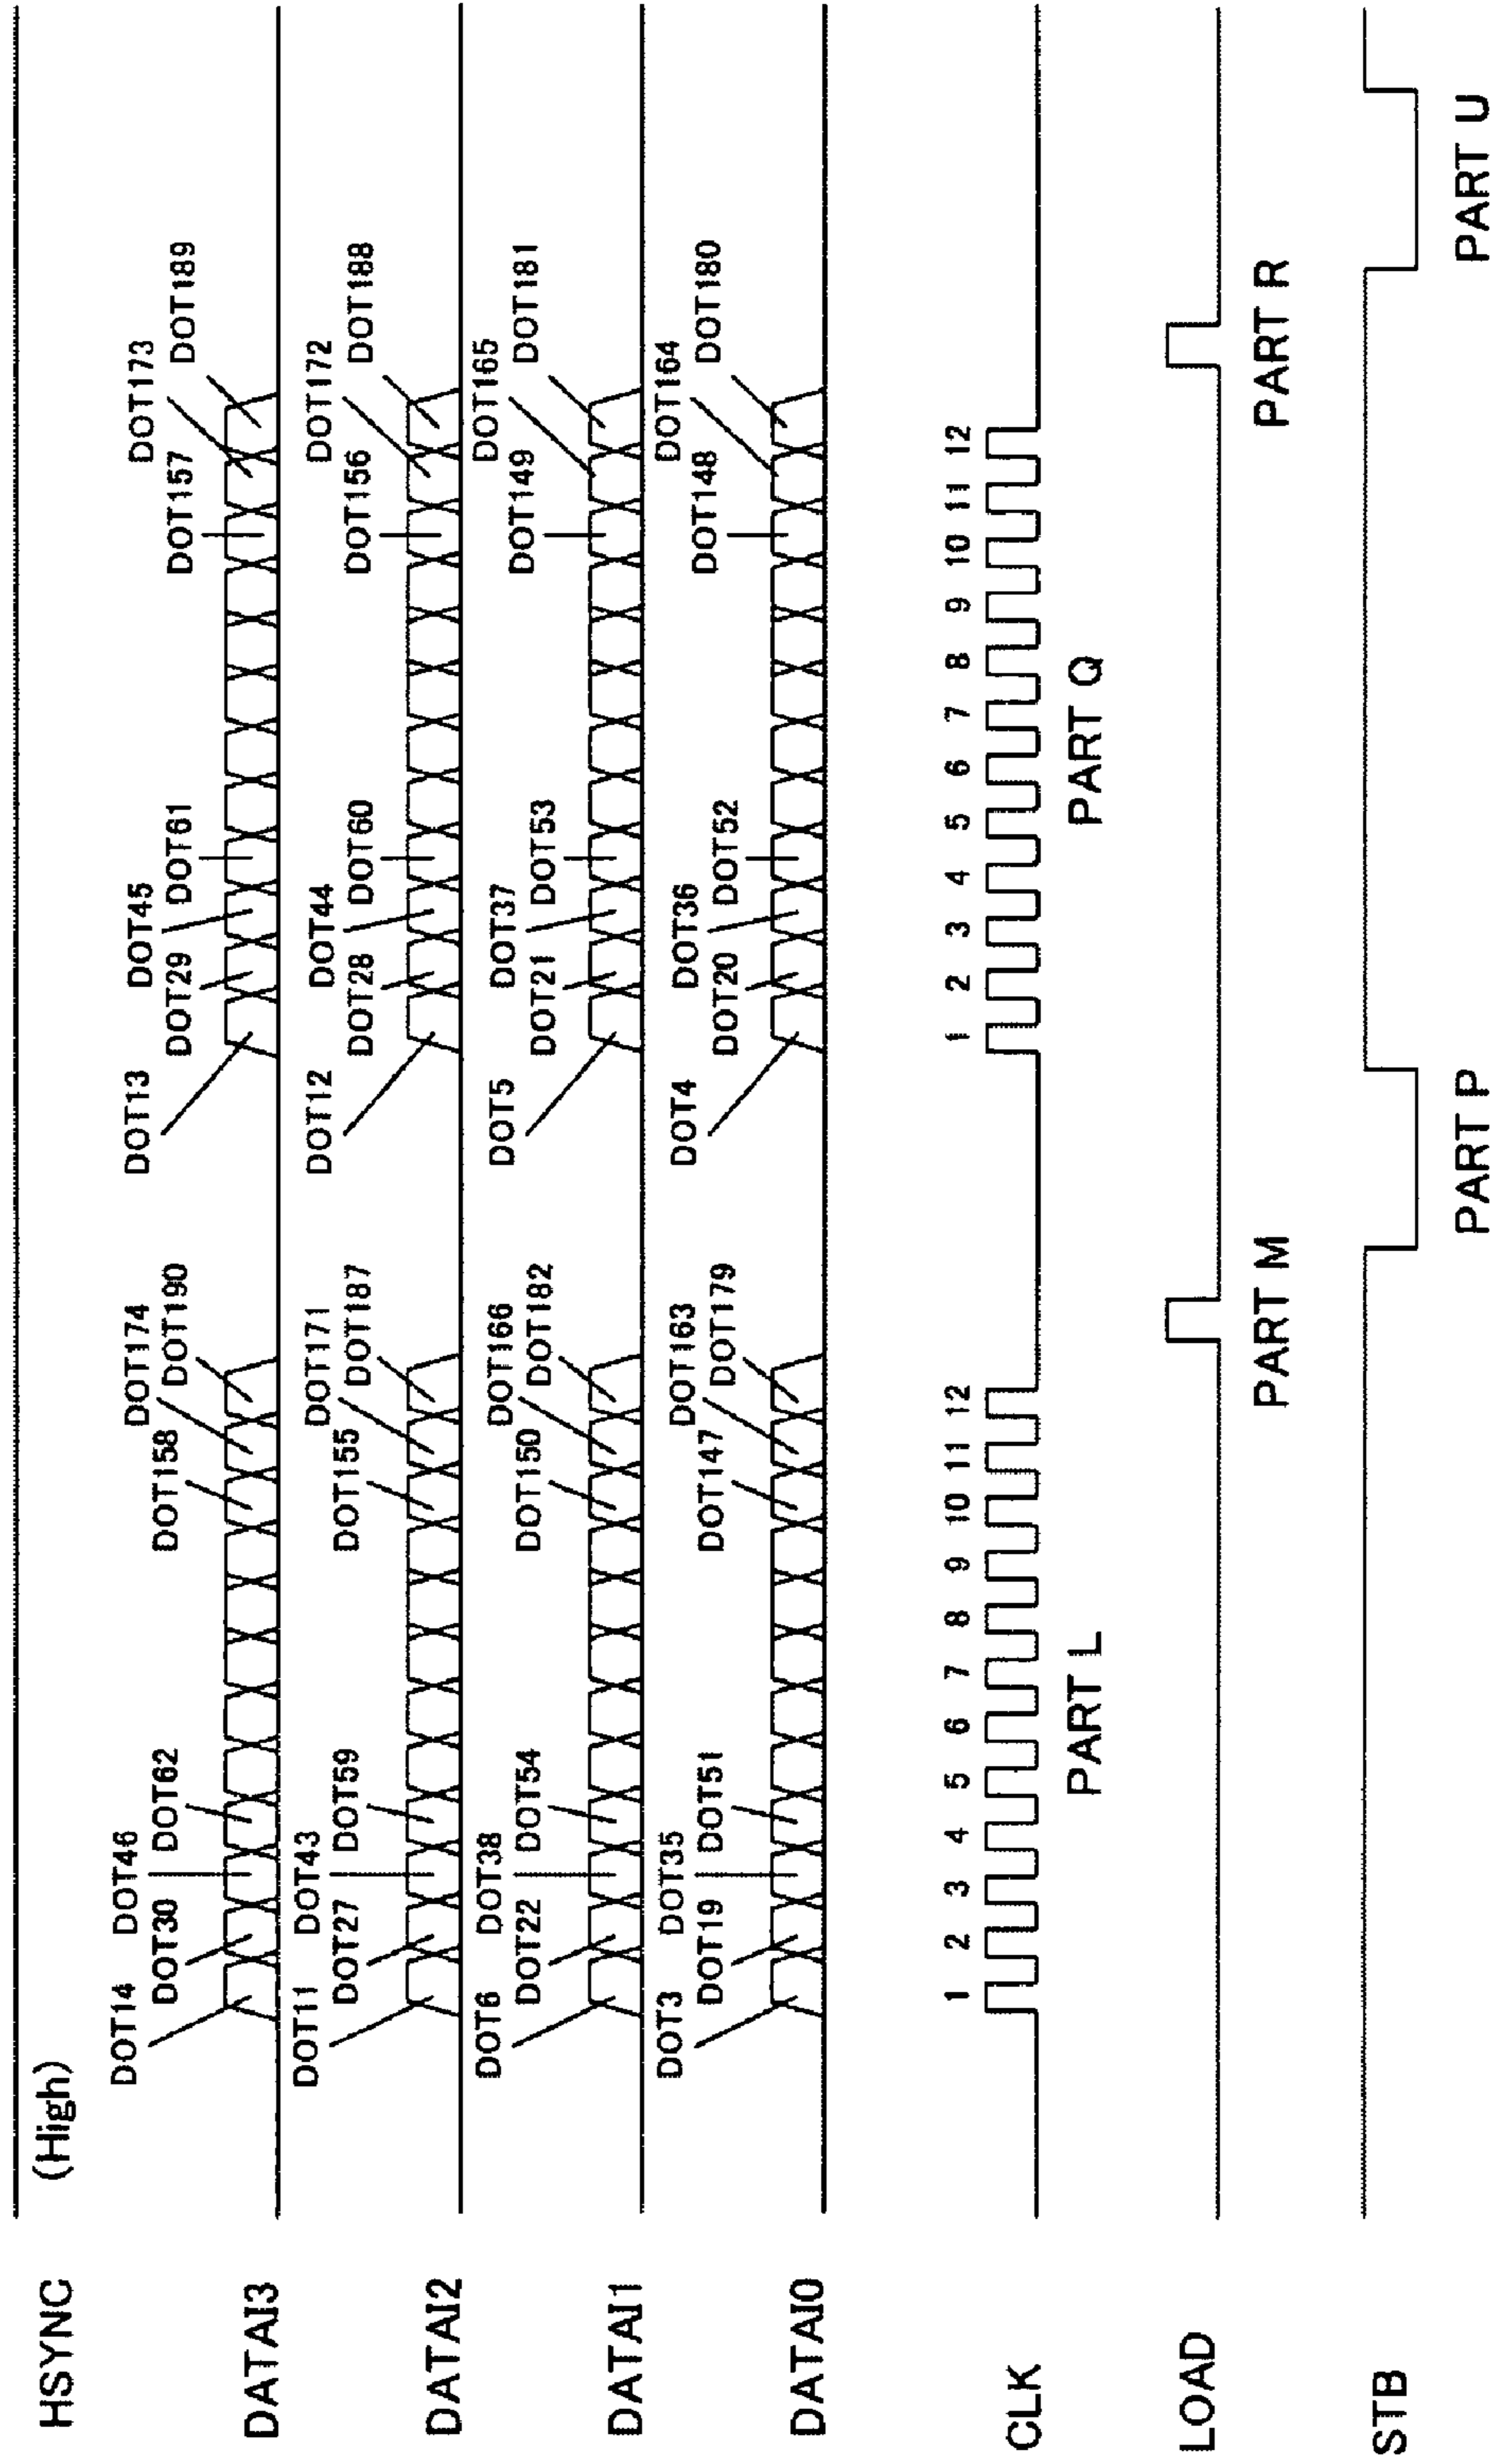 HSYNC
(High)
DATAI3
DOT14
DOT30
DOT46
DOT62
DOT158
DOT174
DOT190
DOT13
DOT29
DOT45
DOT61
DOT157
DOT173
DOT189
DATAI2
DOT11
DOT27
DOT43
DOT59
DOT155
DOT171
DOT187
DOT12
DOT28
DOT44
DOT60
DOT156
DOT172
DOT188
DATAI1
DOT6
DOT22
DOT38
DOT54
DOT150
DOT166
DOT182
DOT5
DOT21
DOT37
DOT53
DOT149
DOT165
DOT181
DATAI0
DOT3
DOT19
DOT35
DOT51
DOT147
DOT163
DOT179
DOT4
DOT20
DOT36
DOT52
DOT148
DOT164
DOT180
CLK
1 2 3 4 5 6 7 8 9 10 11 12
PART L
1 2 3 4 5 6 7 8 9 10 11 12
PART Q
LOAD
PART M
PART R
STB
PART P
PART U